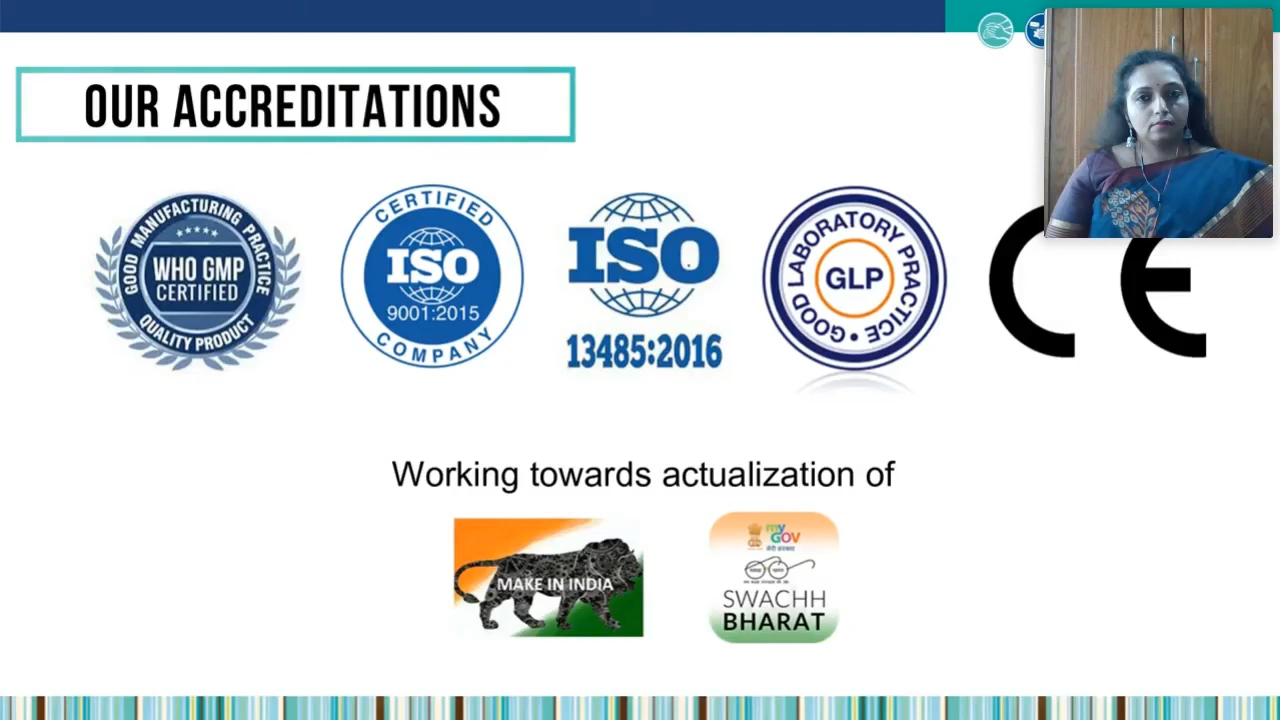 OUR ACCREDITATIONS
GOOD MANUFACTURING PRACTICE
WHO GMP
CERTIFIED
QUALITY PRODUCT
CERTIFIED
ISO
9001:2015
COMPANY
ISO
13485:2016
GOOD LABORATORY PRACTICE
GLP
CE
Working towards actualization of
MAKE IN INDIA
my
GOV
मेरी सरकार
SWACHH
BHARAT